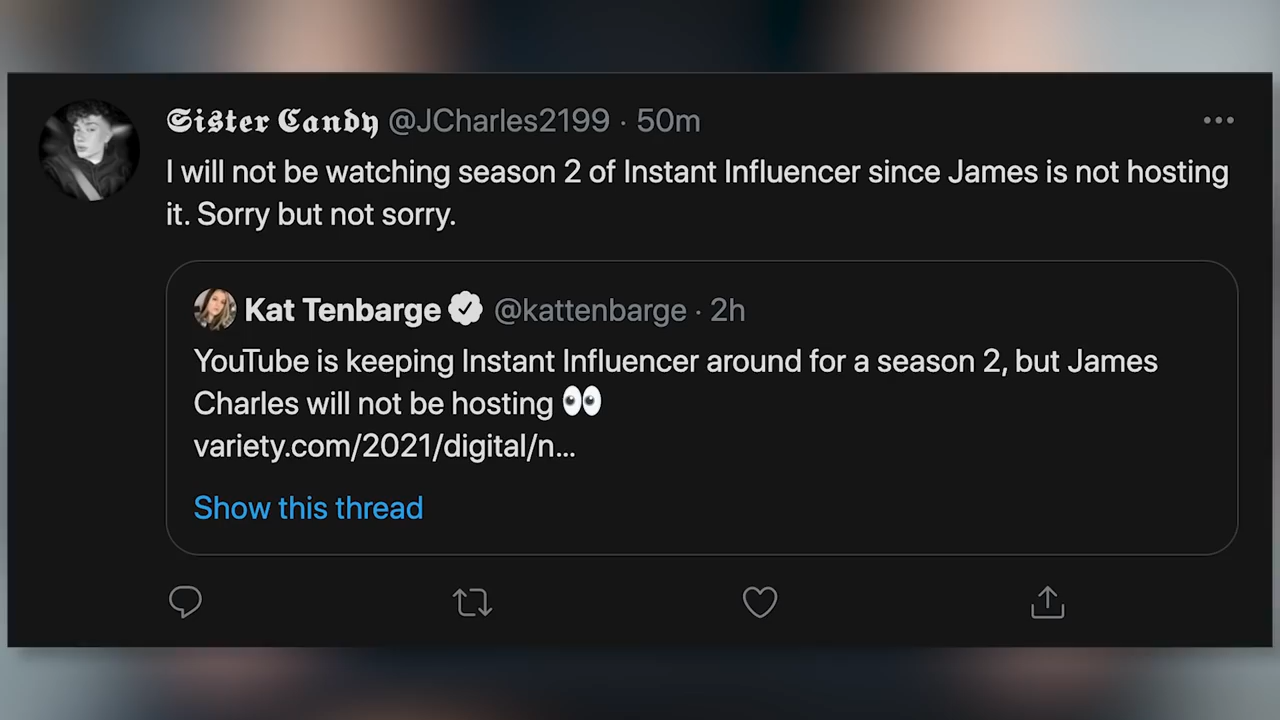 Sister Candy @JCharles2199 · 50m
I will not be watching season 2 of Instant Influencer since James is not hosting
it. Sorry but not sorry.
Kat Tenbarge @kattenbarge · 2h
YouTube is keeping Instant Influencer around for a season 2, but James
Charles will not be hosting 👀
variety.com/2021/digital/n...
Show this thread